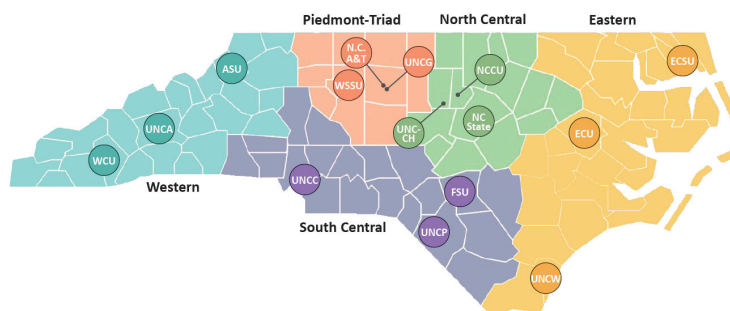 Piedmont-Triad
North Central
Eastern
N.C.
A&T
UNCG
WSSU
ASU
NCCU
ECSU
UNCA
UNC-
CH
NC
State
ECU
WCU
Western
UNCC
FSU
South Central
UNCP
UNCW